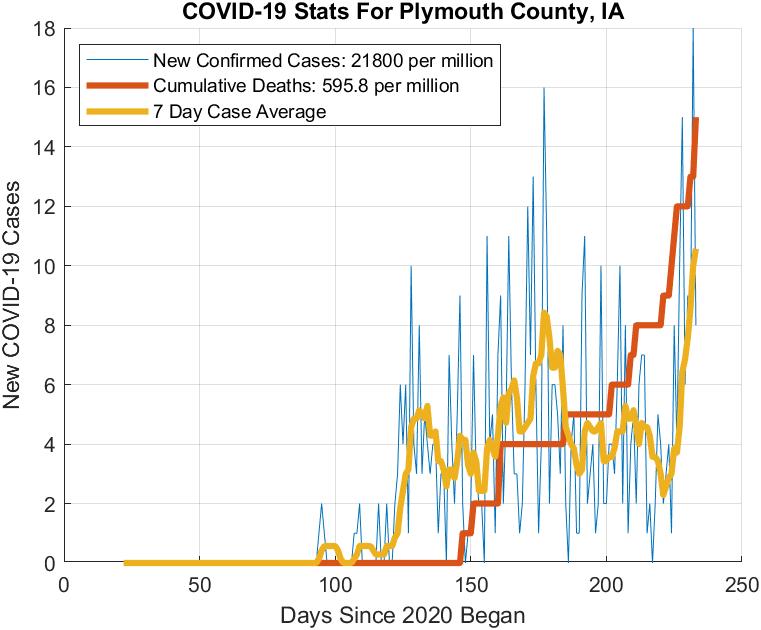 COVID-19 Stats For Plymouth County, IA
New Confirmed Cases: 21800 per million
Cumulative Deaths: 595.8 per million
7 Day Case Average
New COVID-19 Cases
18
16
14
12
10
8
6
4
2
0
0 50 100 150 200 250
Days Since 2020 Began